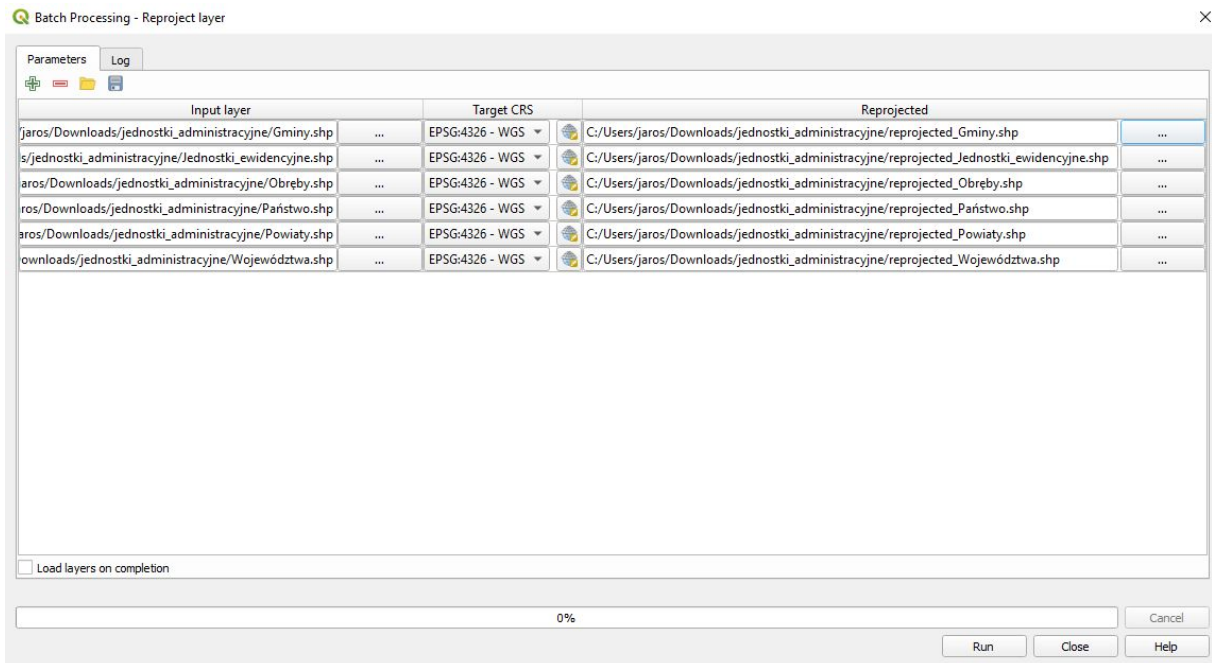 Batch Processing - Reproject layer
Parameters Log
Input layer Target CRS Reprojected
/jaros/Downloads/jednostki_administracyjne/Gminy.shp ... EPSG:4326 - WGS C:/Users/jaros/Downloads/jednostki_administracyjne/reprojected_Gminy.shp ...
s/jednostki_administracyjne/Jednostki_ewidencyjne.shp ... EPSG:4326 - WGS C:/Users/jaros/Downloads/jednostki_administracyjne/reprojected_Jednostki_ewidencyjne.shp ...
aros/Downloads/jednostki_administracyjne/Obręby.shp ... EPSG:4326 - WGS C:/Users/jaros/Downloads/jednostki_administracyjne/reprojected_Obręby.shp ...
ros/Downloads/jednostki_administracyjne/Państwo.shp ... EPSG:4326 - WGS C:/Users/jaros/Downloads/jednostki_administracyjne/reprojected_Państwo.shp ...
aros/Downloads/jednostki_administracyjne/Powiaty.shp ... EPSG:4326 - WGS C:/Users/jaros/Downloads/jednostki_administracyjne/reprojected_Powiaty.shp ...
ownloads/jednostki_administracyjne/Województwa.shp ... EPSG:4326 - WGS C:/Users/jaros/Downloads/jednostki_administracyjne/reprojected_Województwa.shp ...
Load layers on completion
0% Cancel
Run Close Help